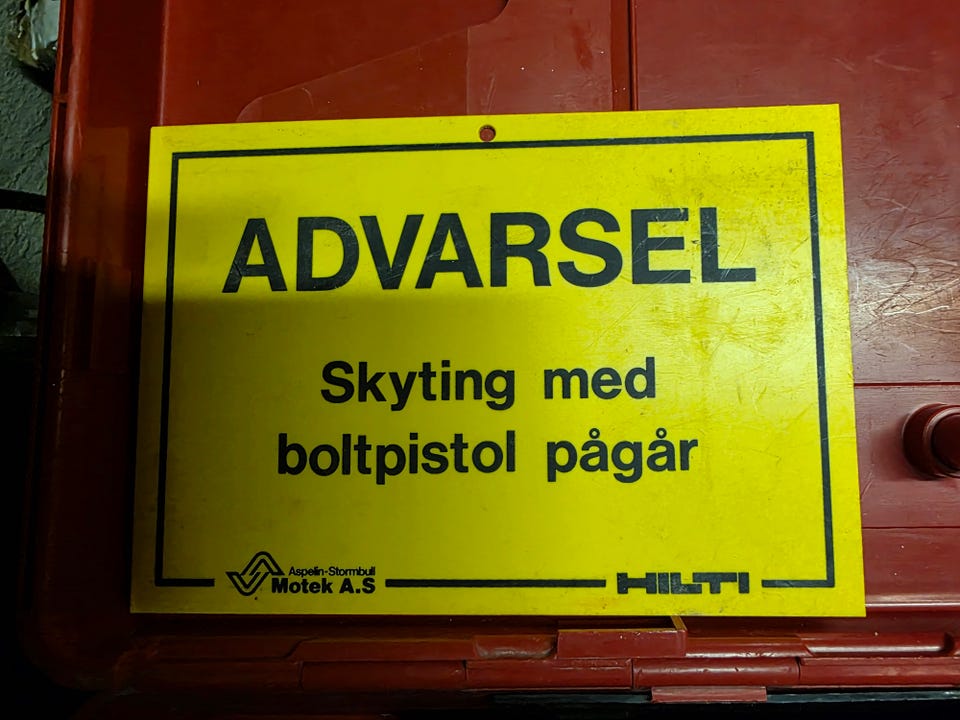 ADVARSEL
Skyting med
boltpistol pågår
Aspelin-Stormbull
Motek A.S
HILTI